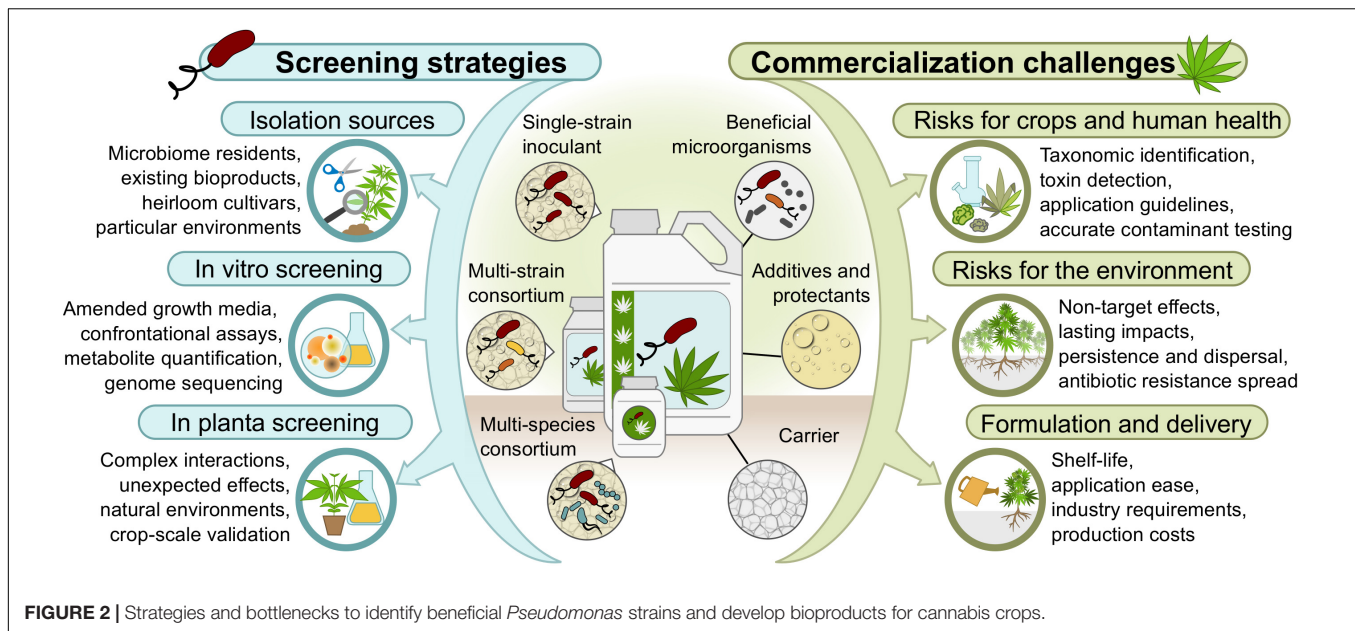 Screening strategies
Isolation sources
Microbiome residents,
existing bioproducts,
heirloom cultivars,
particular environments
In vitro screening
Amended growth media,
confrontational assays,
metabolite quantification,
genome sequencing
In planta screening
Complex interactions,
unexpected effects,
natural environments,
crop-scale validation
Single-strain
inoculant
Multi-strain
consortium
Multi-species
consortium
Beneficial
microorganisms
Additives and
protectants
Carrier
Commercialization challenges
Risks for crops and human health
Taxonomic identification,
toxin detection,
application guidelines,
accurate contaminant testing
Risks for the environment
Non-target effects,
lasting impacts,
persistence and dispersal,
antibiotic resistance spread
Formulation and delivery
Shelf-life,
application ease,
industry requirements,
production costs
FIGURE 2 | Strategies and bottlenecks to identify beneficial Pseudomonas strains and develop bioproducts for cannabis crops.